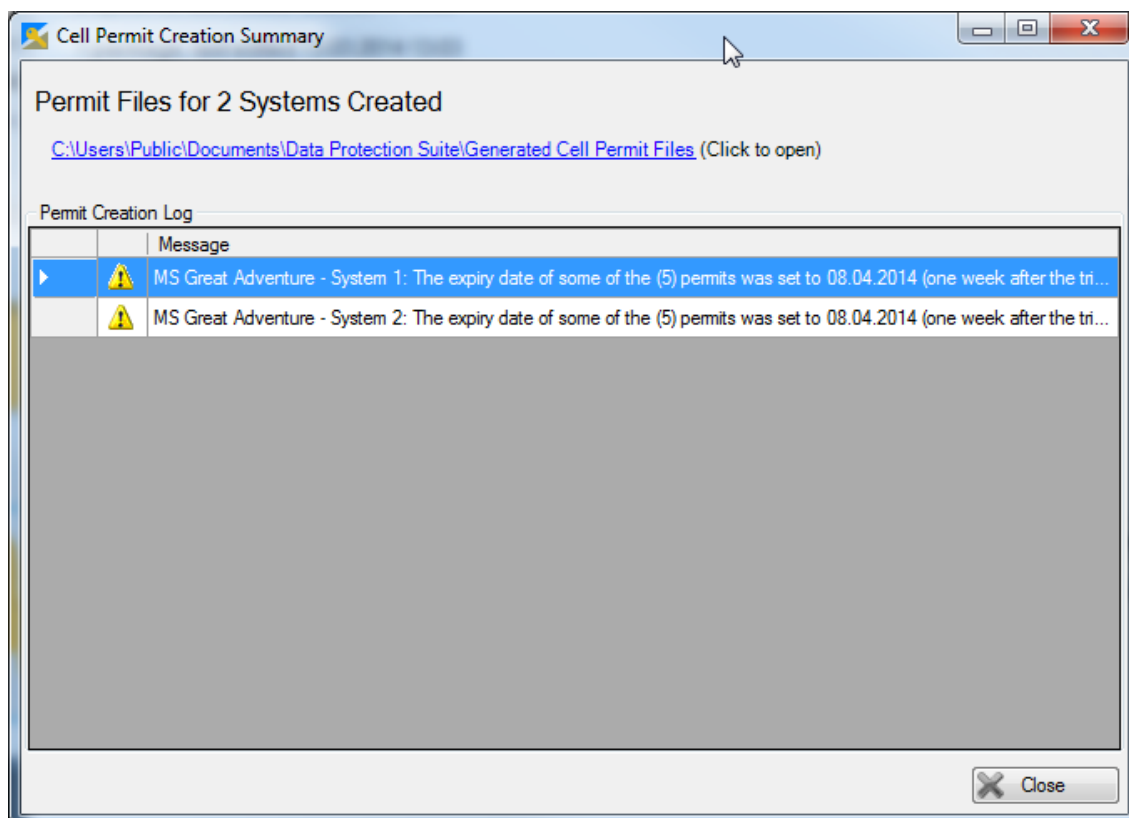 Cell Permit Creation Summary
Permit Files for 2 Systems Created
C:\Users\Public\Documents\Data Protection Suite\Generated Cell Permit Files (Click to open)
Permit Creation Log
Message
MS Great Adventure - System 1: The expiry date of some of the (5) permits was set to 08.04.2014 (one week after the tri...
MS Great Adventure - System 2: The expiry date of some of the (5) permits was set to 08.04.2014 (one week after the tri...
Close